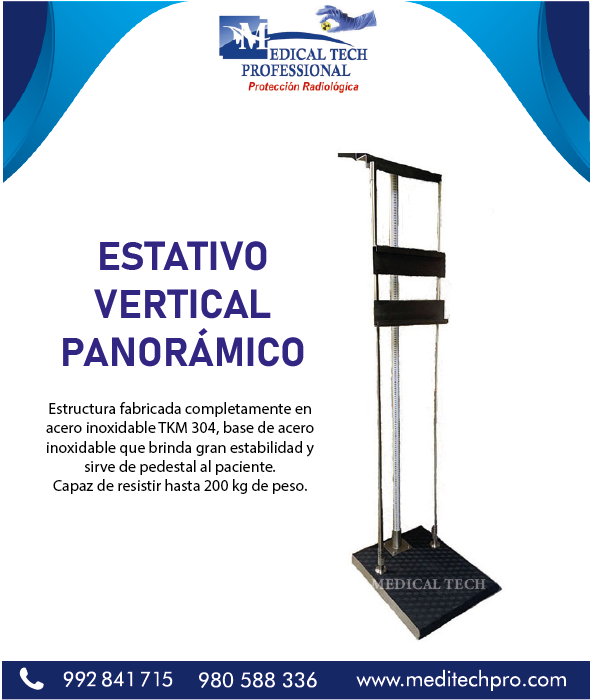 MEDICAL TECH
PROFESSIONAL
Protección Radiológica
ESTATIVO
VERTICAL
PANORÁMICO
Estructura fabricada completamente en
acero inoxidable TKM 304, base de acero
inoxidable que brinda gran estabilidad y
sirve de pedestal al paciente.
Capaz de resistir hasta 200 kg de peso.
MEDICAL TECH
992 841 715 980 588 336 www.meditechpro.com